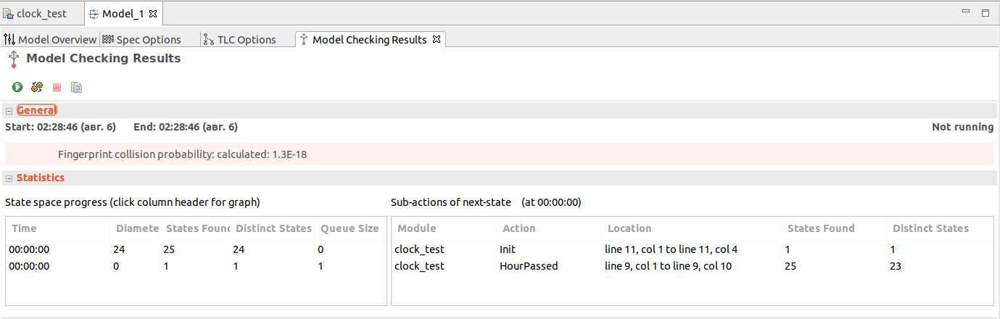 clock_test Model_1
Model Overview Spec Options TLC Options Model Checking Results
Model Checking Results
General
Start: 02:28:46 (авг. 6) End: 02:28:46 (авг. 6) Not running
Fingerprint collision probability: calculated: 1.3E-18
Statistics
State space progress (click column header for graph) Sub-actions of next-state (at 00:00:00)
Time Diamete States Found Distinct States Queue Size Module Action Location States Found Distinct States
00:00:00 24 25 24 0 clock_test Init line 11, col 1 to line 11, col 4 1 1
00:00:00 0 1 1 1 clock_test HourPassed line 9, col 1 to line 9, col 10 25 23